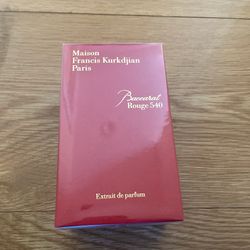 Maison
Francis Kurkdjian
Paris
Baccarat
Rouge 540
Extrait de parfum